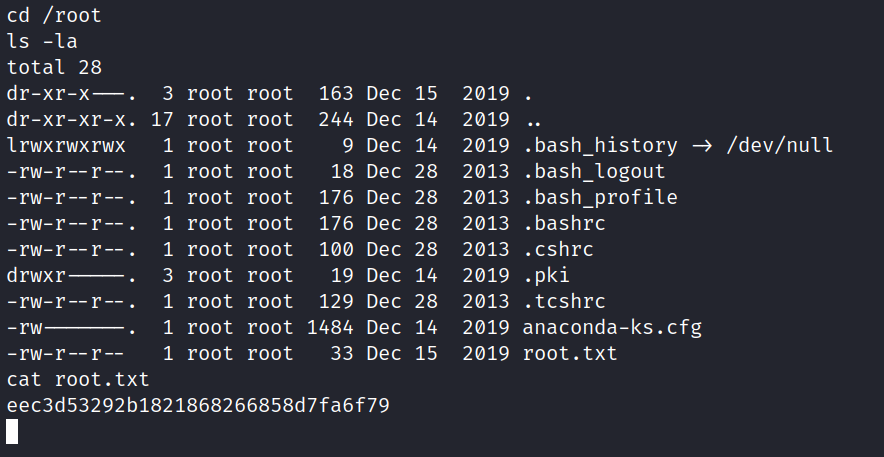 cd /root
ls -la
total 28
dr-xr-x---.  3 root root  163 Dec 15  2019 .
dr-xr-xr-x. 17 root root  244 Dec 14  2019 ..
lrwxrwxrwx   1 root root    9 Dec 14  2019 .bash_history -> /dev/null
-rw-r--r--.  1 root root   18 Dec 28  2013 .bash_logout
-rw-r--r--.  1 root root  176 Dec 28  2013 .bash_profile
-rw-r--r--.  1 root root  176 Dec 28  2013 .bashrc
-rw-r--r--.  1 root root  100 Dec 28  2013 .cshrc
drwxr-----.  3 root root   19 Dec 14  2019 .pki
-rw-r--r--.  1 root root  129 Dec 28  2013 .tcshrc
-rw-------.  1 root root 1484 Dec 14  2019 anaconda-ks.cfg
-rw-r--r--   1 root root   33 Dec 15  2019 root.txt
cat root.txt
eec3d53292b1821868266858d7fa6f79